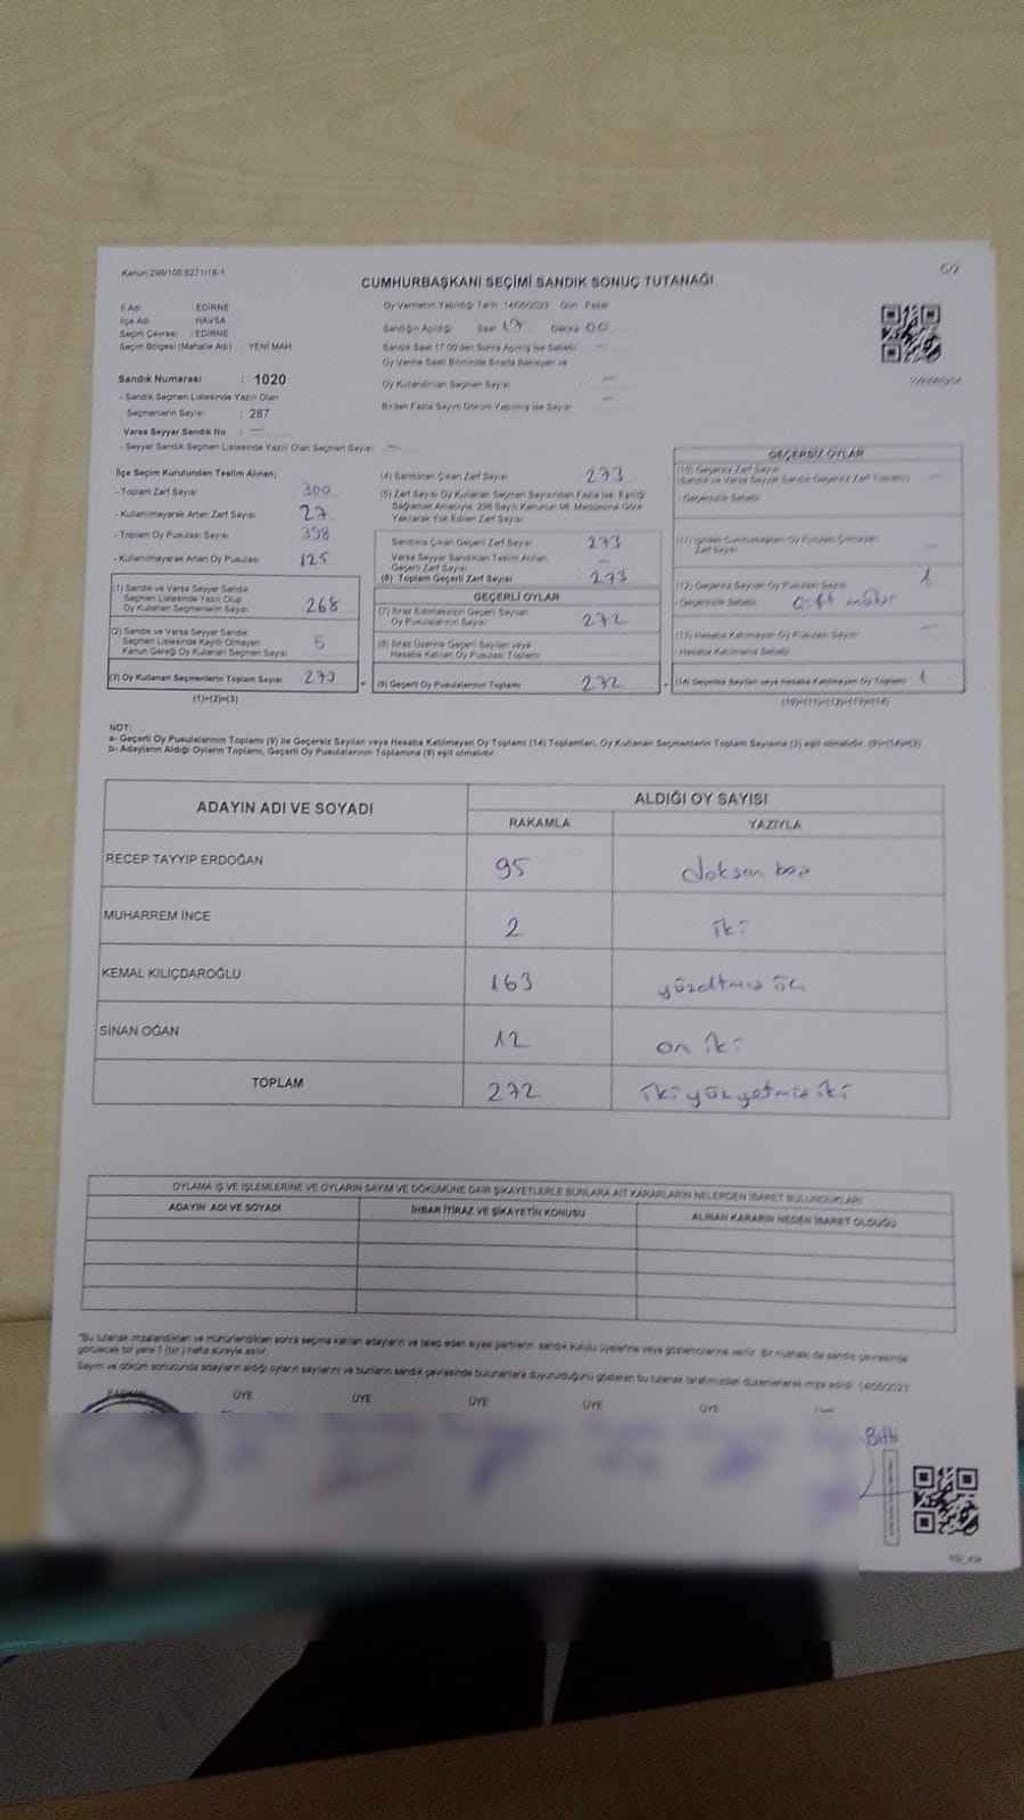 Kanun:298/105;6271/18-1
CUMHURBAŞKANI SEÇİMİ SANDIK SONUÇ TUTANAĞI
İl Adı : EDİRNE
İlçe Adı : HAVSA
Seçim Çevresi : EDİRNE
Seçim Bölgesi (Mahalle Adı) : YENİ MAH
Sandık Numarası : 1020
- Sandık Seçmen Listesinde Yazılı Olan
Seçmenlerin Sayısı : 287
Varsa Seyyar Sandık No : —
- Seyyar Sandık Seçmen Listesinde Yazılı Olan Seçmen Sayısı : —
Oy Vermenin Yapıldığı Tarih : 14/05/2023 Gün : Pazar
Sandığın Açıldığı Saat 17 Dakika 00
Sandık Saat 17:00'den Sonra Açılmış İse Sebebi —
Oy Verme Saati Bitiminde Sırada Bekleyen ve
Oy Kullandırılan Seçmen Sayısı —
Birden Fazla Sayım Döküm Yapılmış İse Sayısı —
İlçe Seçim Kurulundan Teslim Alınan;
- Toplam Zarf Sayısı 300
- Kullanılmayarak Artan Zarf Sayısı 27
- Toplam Oy Pusulası Sayısı 398
- Kullanılmayarak Artan Oy Pusulası 125
(1) Sandık ve Varsa Seyyar Sandık
Seçmen Listesinde Yazılı Olup
Oy Kullanan Seçmenlerin Sayısı 268
(2) Sandık ve Varsa Seyyar Sandık
Seçmen Listesinde Kayıtlı Olmayan
Kanun Gereği Oy Kullanan Seçmen Sayısı 5
(3) Oy Kullanan Seçmenlerin Toplam Sayısı 273
(1)+(2)=(3)
(4) Sandıktan Çıkan Zarf Sayısı 273
(5) Zarf Sayısı Oy Kullanan Seçmen Sayısından Fazla İse, Eşitliği
Sağlamak Amacıyla, 298 Sayılı Kanunun 98. Maddesine Göre
Yakılarak Yok Edilen Zarf Sayısı
Sandıkta Çıkan Geçerli Zarf Sayısı 273
Varsa Seyyar Sandıktan Teslim Alınan
Geçerli Zarf Sayısı —
(6) Toplam Geçerli Zarf Sayısı 273
GEÇERLİ OYLAR
(7) İtiraz Edilmeksizin Geçerli Sayılan
Oy Pusulalarının Sayısı 272
(8) İtiraz Üzerine Geçerli Sayılan veya
Hesaba Katılan Oy Pusulası Toplamı
(9) Geçerli Oy Pusulalarının Toplamı 272
GEÇERSİZ OYLAR
(10) Geçersiz Zarf Sayısı
(Sandık ve Varsa Seyyar Sandık Geçersiz Zarf Toplamı) —
- Geçersizlik Sebebi
(11) İçinden Cumhurbaşkanı Oy Pusulası Çıkmayan
Zarf Sayısı —
(12) Geçersiz Sayılan Oy Pusulası Sayısı 1
- Geçersizlik Sebebi çift mühür
(13) Hesaba Katılmayan Oy Pusulası Sayısı —
- Hesaba Katılmama Sebebi
(14) Geçersiz Sayılan veya Hesaba Katılmayan Oy Toplamı 1
(10)+(11)+(12)+(13)=(14)
NOT:
a- Geçerli Oy Pusulalarının Toplamı (9) ile Geçersiz Sayılan veya Hesaba Katılmayan Oy Toplamı (14) Toplamları, Oy Kullanan Seçmenlerin Toplam Sayısına (3) eşit olmalıdır. (9)+(14)=(3)
b- Adayların Aldığı Oyların Toplamı, Geçerli Oy Pusulalarının Toplamına (9) eşit olmalıdır.
ADAYIN ADI VE SOYADI ALDIĞI OY SAYISI
RAKAMLA YAZIYLA
RECEP TAYYIP ERDOĞAN 95 doksan beş
MUHARREM İNCE 2 iki
KEMAL KILIÇDAROĞLU 163 yüzaltmış üç
SİNAN OĞAN 12 on iki
TOPLAM 272 iki yüz yetmiş iki
OYLAMA İŞ VE İŞLEMLERİNE VE OYLARIN SAYIM VE DÖKÜMÜNE DAİR ŞİKAYETLERLE BUNLARA AİT KARARLARIN NELERDEN İBARET BULUNDUKLARI
ADAYIN ADI VE SOYADI İHBAR İTİRAZ VE ŞİKAYETİN KONUSU ALINAN KARARIN NEDEN İBARET OLDUĞU
*Bu tutanak imzalandıktan ve mühürlendikten sonra seçime katılan adayların ve talep eden siyasi partilerin sandık kurulu üyelerine veya gözlemcilerine verilir. Bir nüshası da sandık çevresinde
görülecek bir yere 1 (bir) hafta süreyle asılır.
Sayım ve döküm sonucunda adayların aldığı oyların sayılarını ve bunların sandık çevresinde bulunanlara duyurulduğunu gösteren bu tutanak tarafımızdan düzenlenerek imza edildi. 14/05/2023
BAŞKAN ÜYE ÜYE ÜYE ÜYE ÜYE